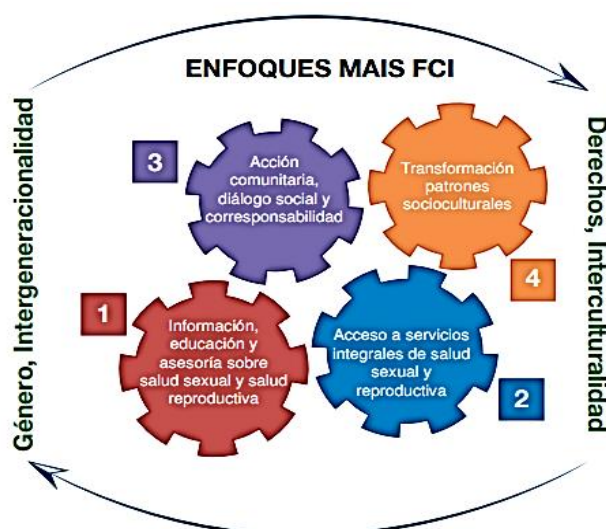 ENFOQUES MAIS FCI
Género, Intergeneracionalidad
3
Acción
comunitaria,
diálogo social y
corresponsabilidad
Transformación
patrones
socioculturales
4
1
Información,
educación y
asesoría sobre
salud sexual y salud
reproductiva
Acceso a servicios
integrales de salud
sexual y
reproductiva
2
Derechos, Interculturalidad